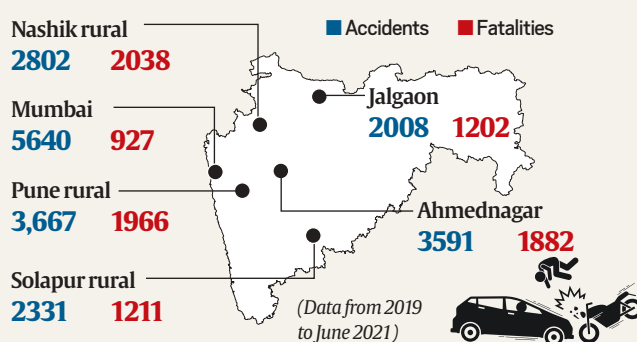 Accidents Fatalities
Nashik rural
2802 2038
Mumbai
5640 927
Pune rural
3,667 1966
Solapur rural
2331 1211
Jalgaon
2008 1202
Ahmednagar
3591 1882
(Data from 2019
to June 2021)